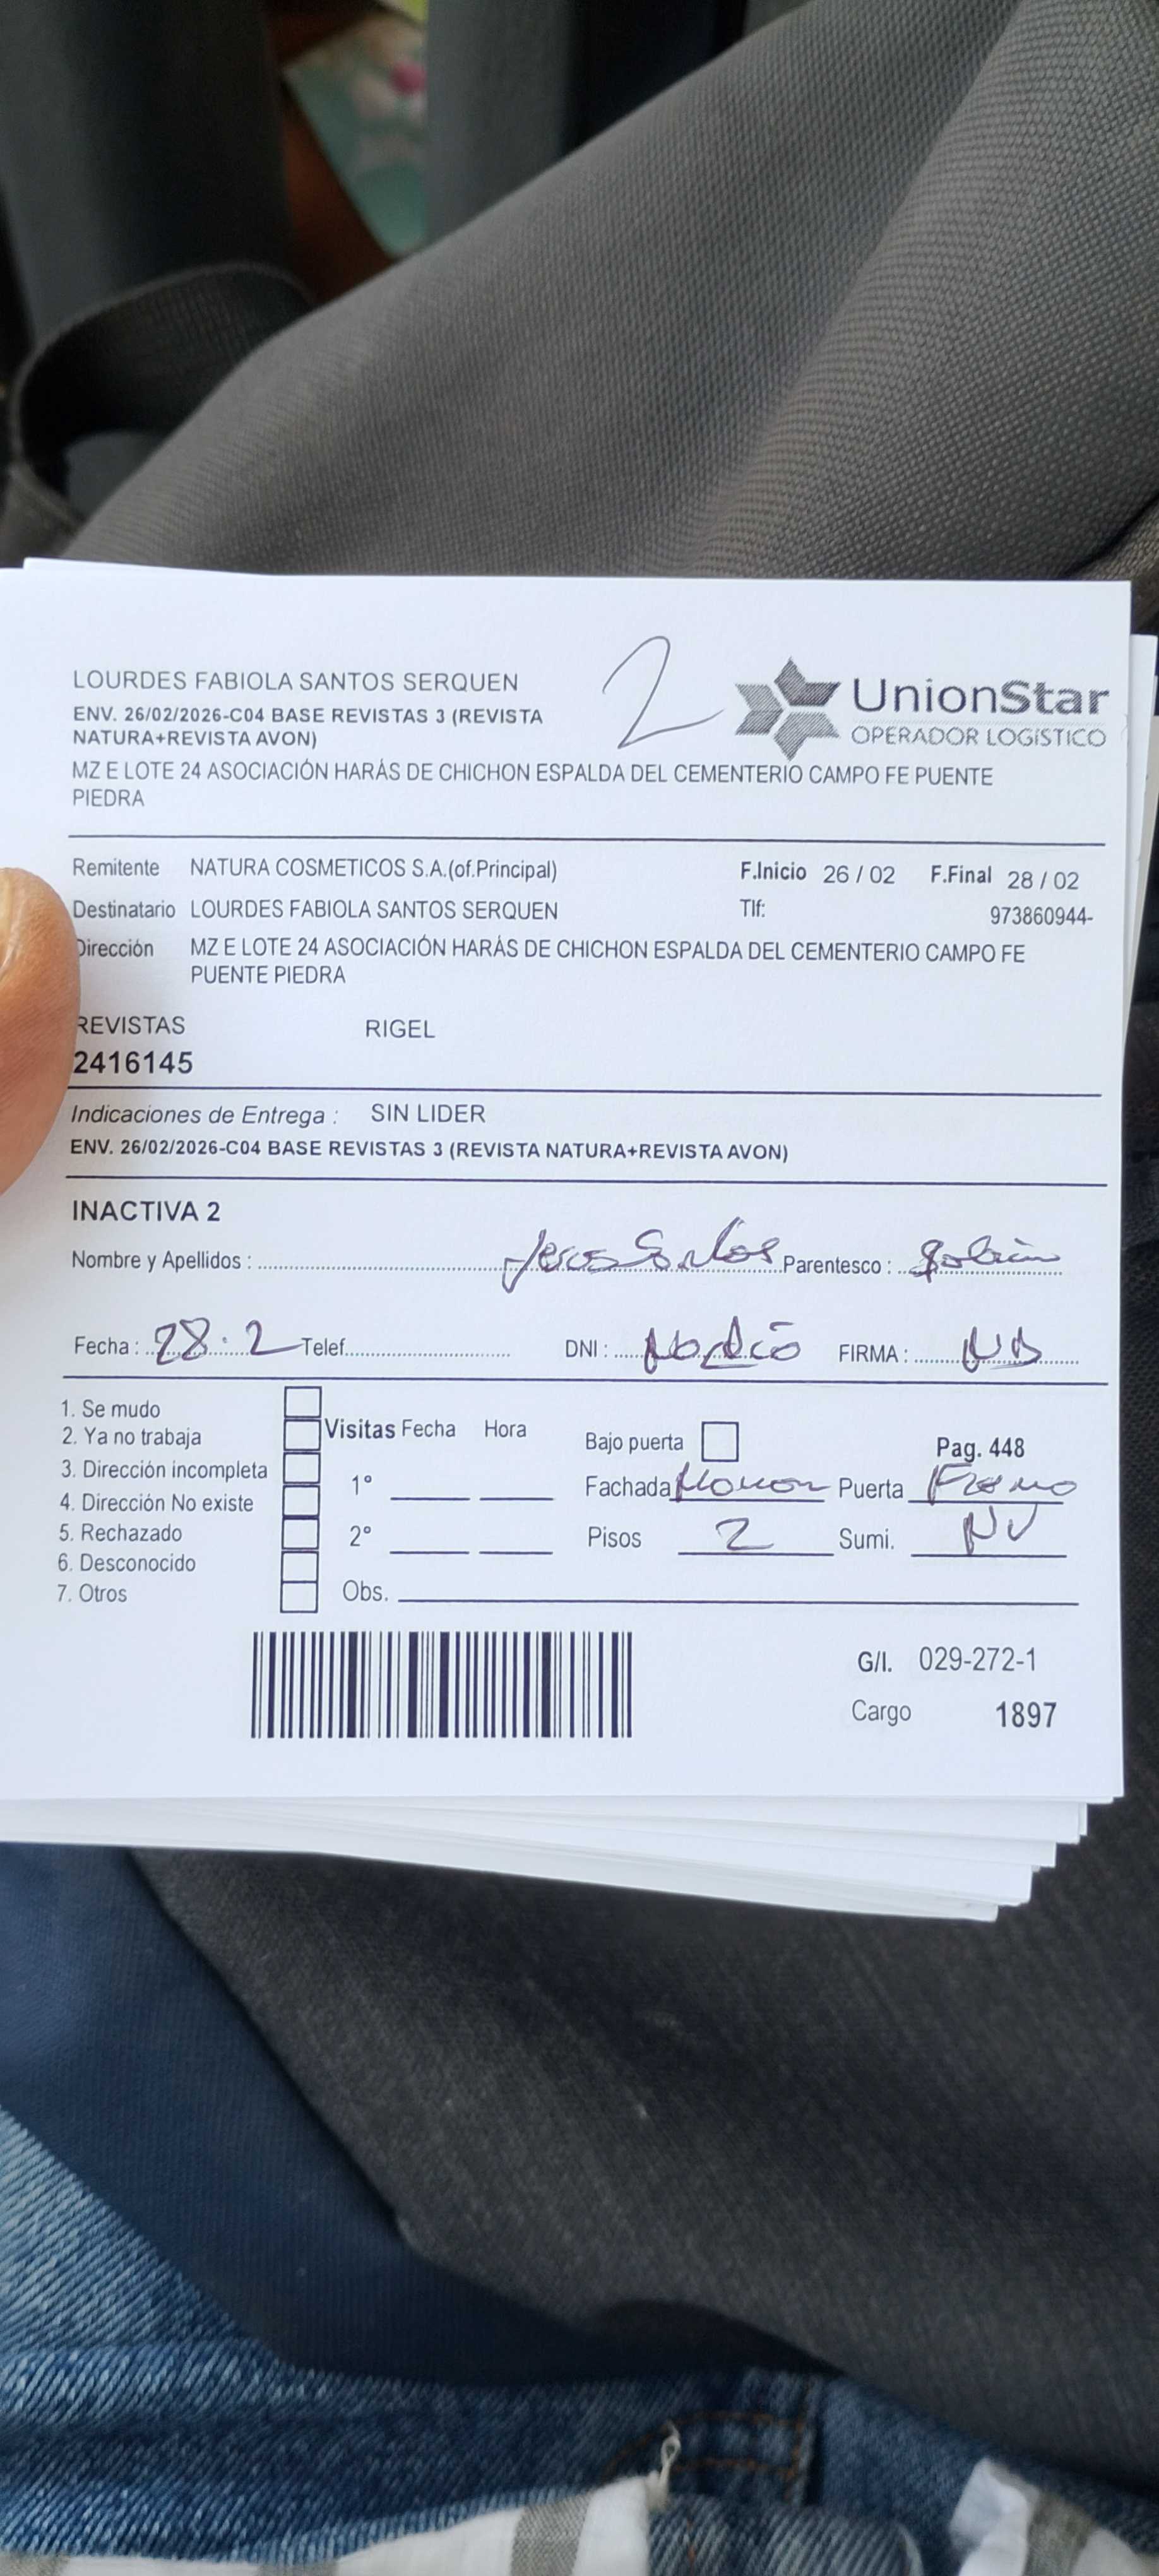 2
LOURDES FABIOLA SANTOS SERQUEN
ENV. 26/02/2026-C04 BASE REVISTAS 3 (REVISTA
NATURA+REVISTA AVON)
UnionStar
OPERADOR LOGÍSTICO
MZ E LOTE 24 ASOCIACIÓN HARÁS DE CHICHON ESPALDA DEL CEMENTERIO CAMPO FE PUENTE
PIEDRA
Remitente NATURA COSMETICOS S.A.(of.Principal) F.Inicio 26 / 02 F.Final 28 / 02
Destinatario LOURDES FABIOLA SANTOS SERQUEN Tlf: 973860944-
Dirección MZ E LOTE 24 ASOCIACIÓN HARÁS DE CHICHON ESPALDA DEL CEMENTERIO CAMPO FE
PUENTE PIEDRA
REVISTAS RIGEL
2416145
Indicaciones de Entrega : SIN LIDER
ENV. 26/02/2026-C04 BASE REVISTAS 3 (REVISTA NATURA+REVISTA AVON)
INACTIVA 2
Nombre y Apellidos : Santos Parentesco :
Fecha : 28.2 Telef. DNI : No dio FIRMA :
1. Se mudo
2. Ya no trabaja
3. Dirección incompleta
4. Dirección No existe
5. Rechazado
6. Desconocido
7. Otros
Visitas Fecha Hora
1°
2°
Obs.
Bajo puerta Pag. 448
Fachada Puerta
Pisos 2 Sumi.
G/I. 029-272-1
Cargo 1897